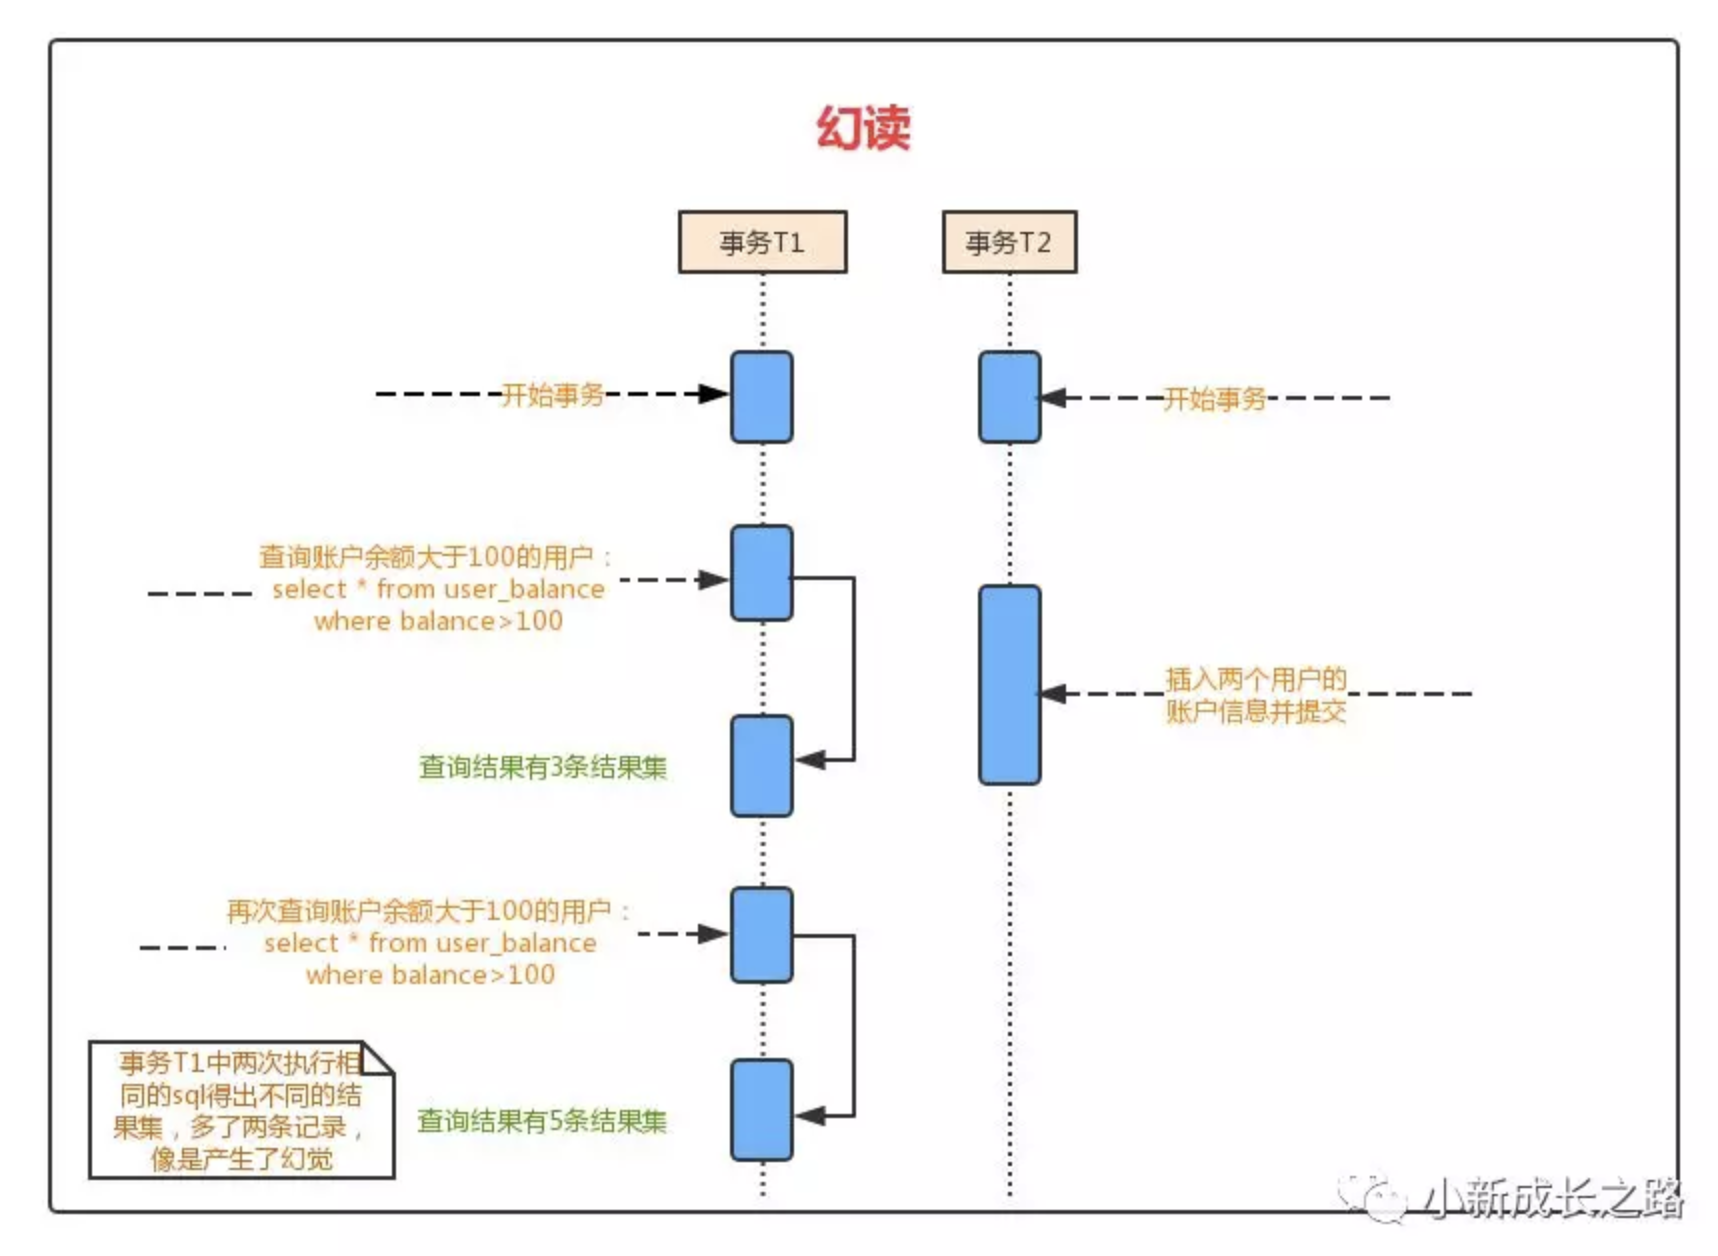 幻读
事务T1
事务T2
开始事务
开始事务
查询账户余额大于100的用户：
select * from user_balance
where balance>100
插入两个用户的
账户信息并提交
查询结果有3条结果集
再次查询账户余额大于100的用户：
select * from user_balance
where balance>100
查询结果有5条结果集
事务T1中两次执行相
同的sql得出不同的结
果集，多了两条记录，
像是产生了幻觉
小新成长之路